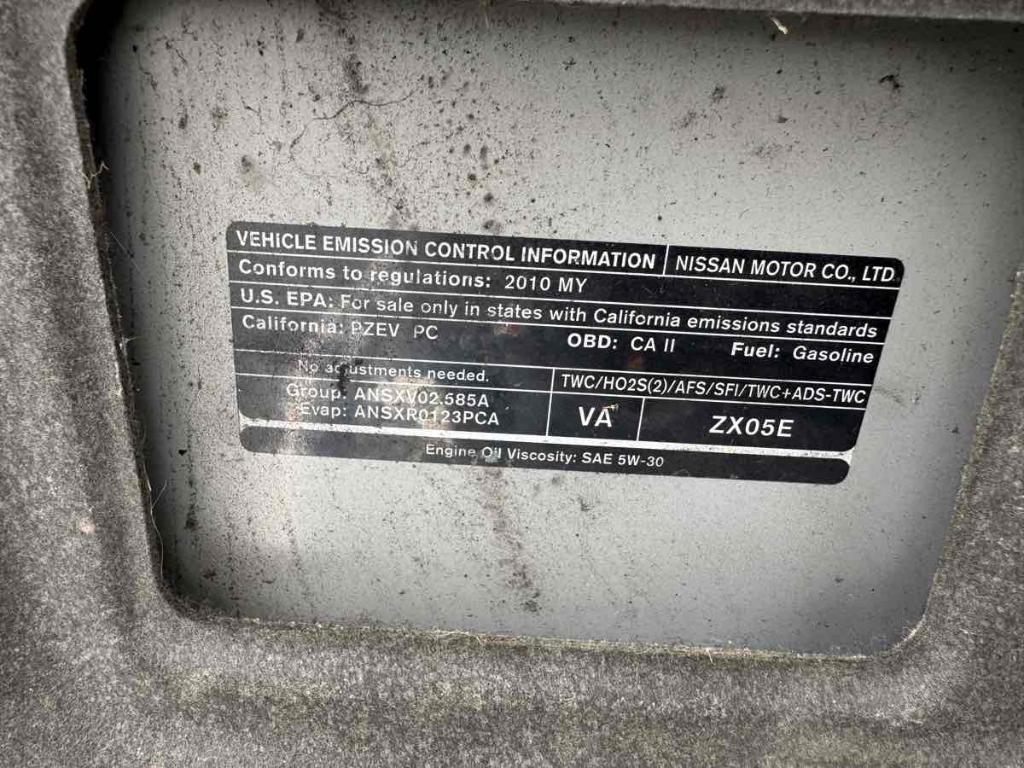 VEHICLE EMISSION CONTROL INFORMATION NISSAN MOTOR CO., LTD
Conforms to regulations: 2010 MY
U.S. EPA: For sale only in states with California emissions standards
California: PZEV PC OBD: CA II Fuel: Gasoline
No adjustments needed. TWC/HO2S(2)/AFS/SFI/TWC+ADS-TWC
Group: ANSXV02.585A
Evap: ANSXR0123PCA
VA ZX05E
Engine Oil Viscosity: SAE 5W-30